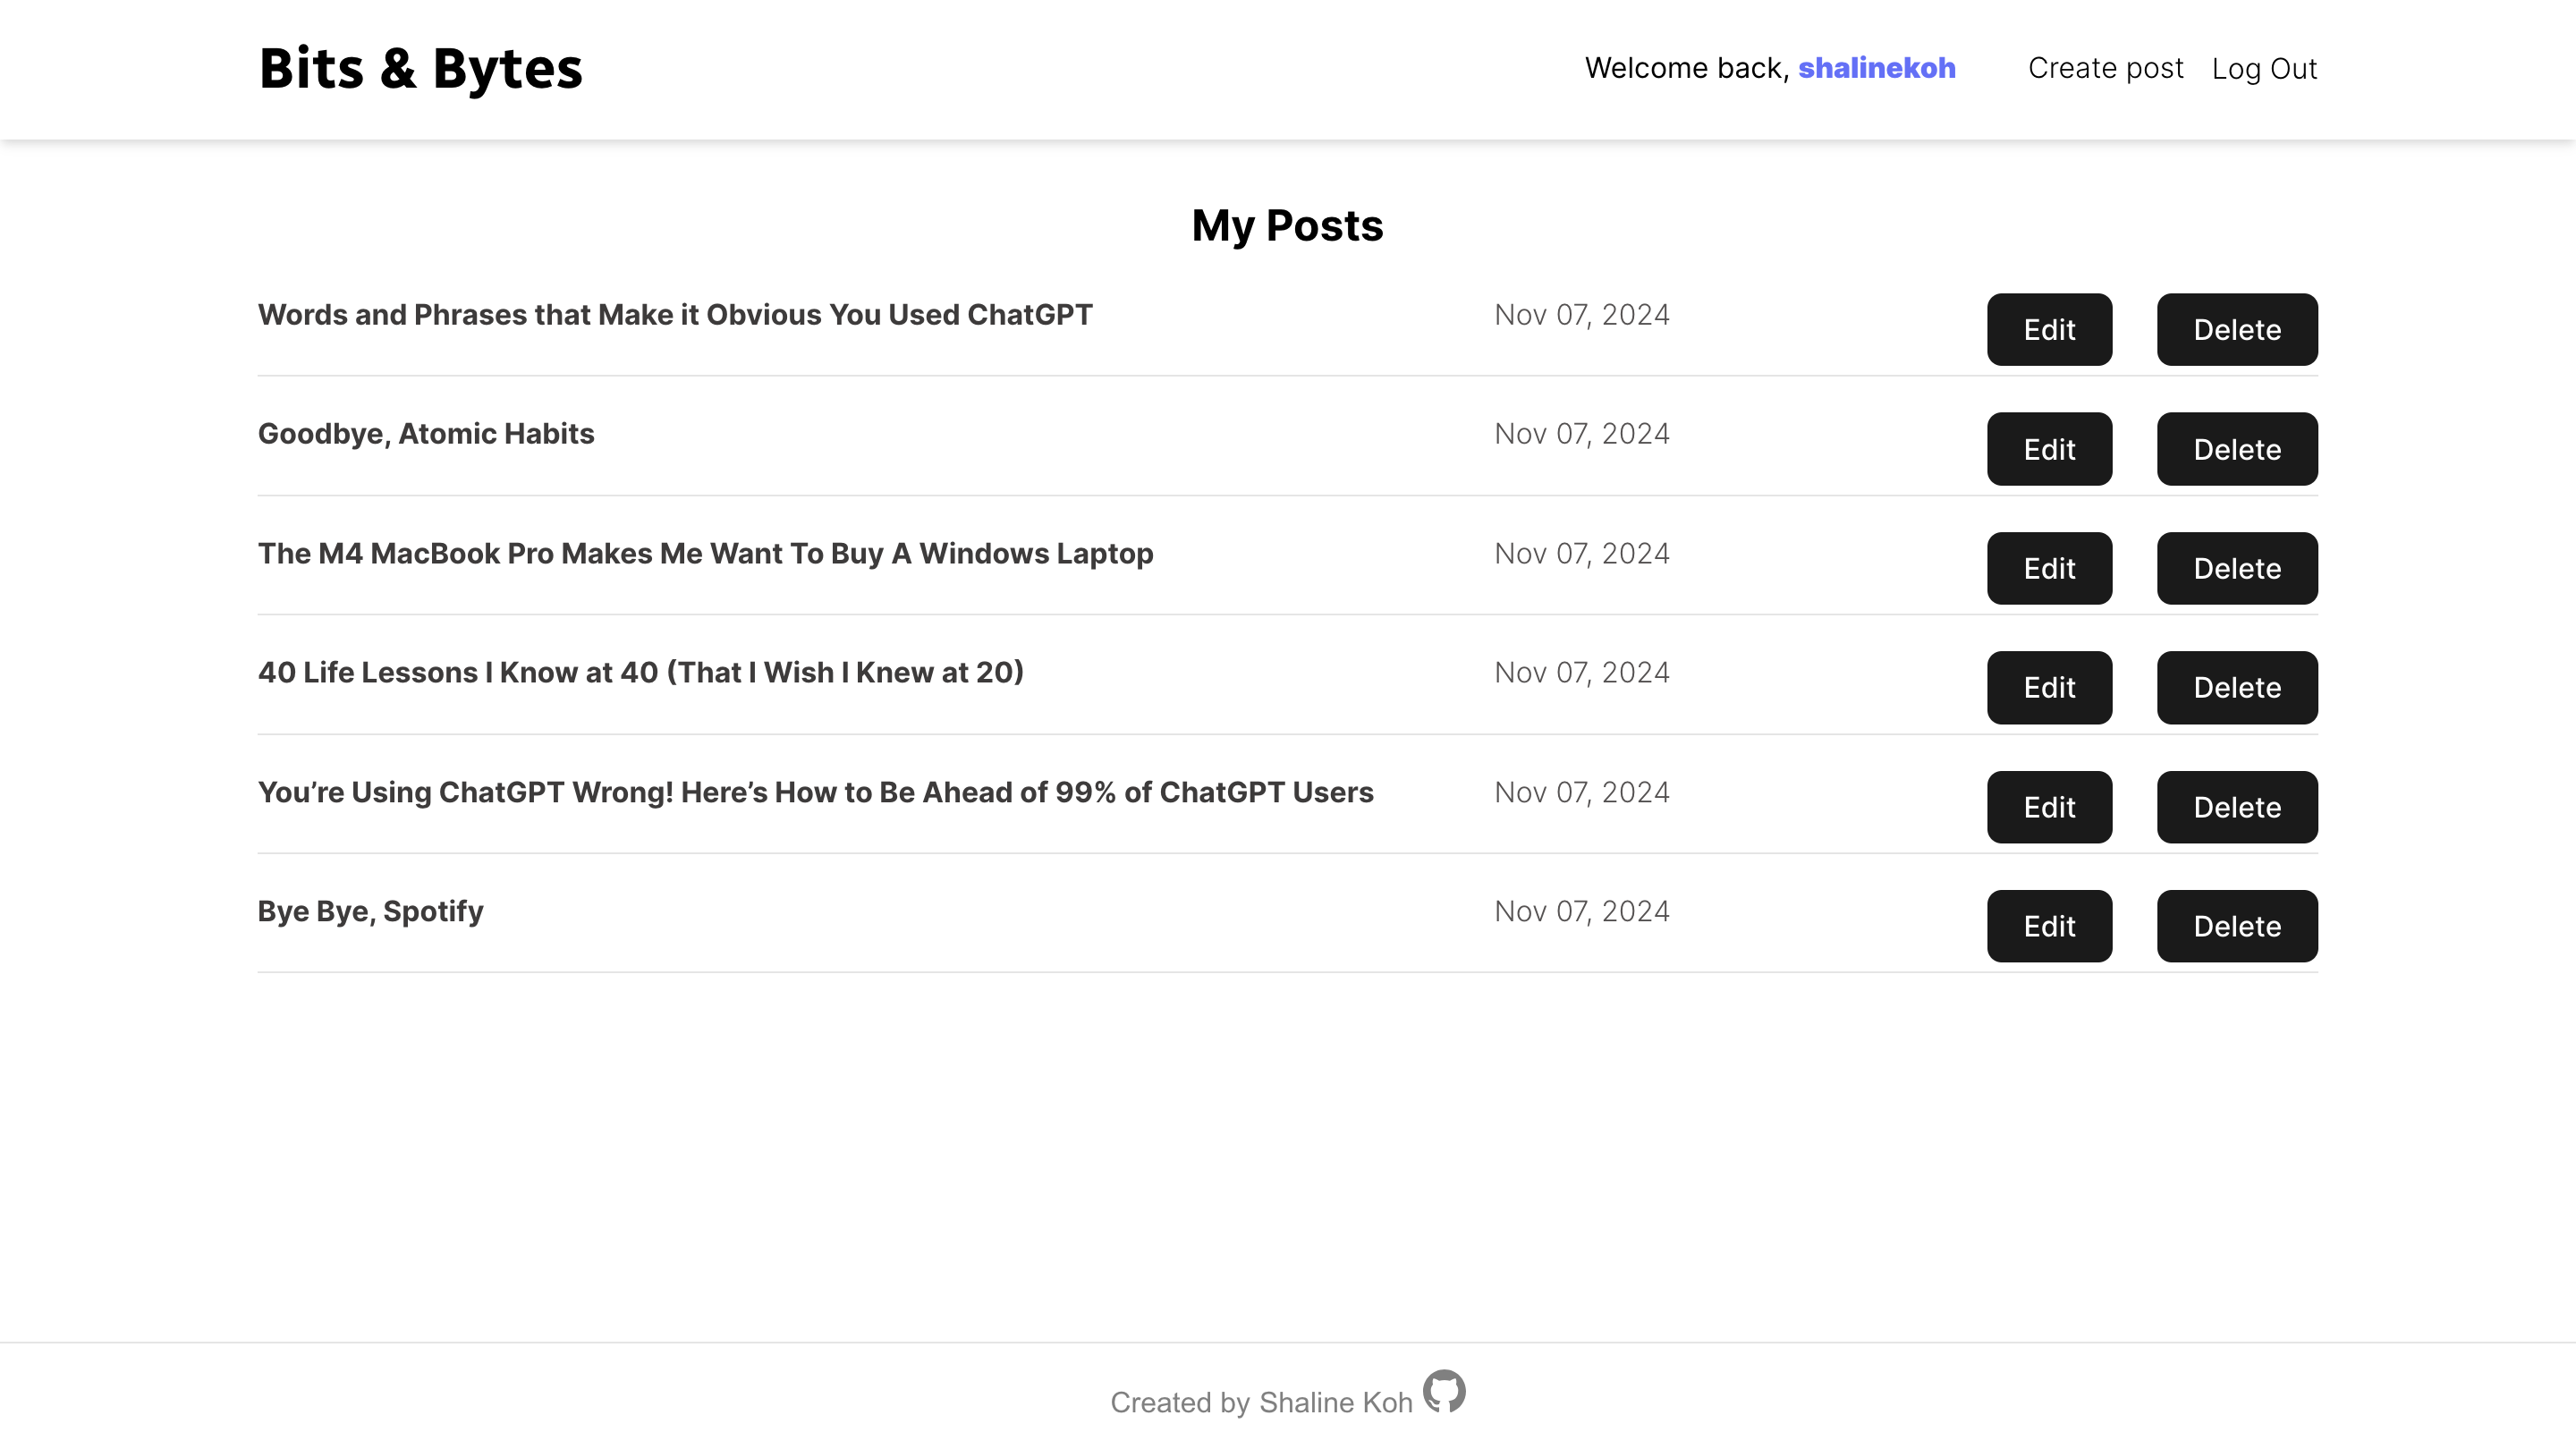 Bits & Bytes
Welcome back, shalinekoh Create post Log Out
My Posts
Words and Phrases that Make it Obvious You Used ChatGPT Nov 07, 2024 Edit Delete
Goodbye, Atomic Habits Nov 07, 2024 Edit Delete
The M4 MacBook Pro Makes Me Want To Buy A Windows Laptop Nov 07, 2024 Edit Delete
40 Life Lessons I Know at 40 (That I Wish I Knew at 20) Nov 07, 2024 Edit Delete
You’re Using ChatGPT Wrong! Here’s How to Be Ahead of 99% of ChatGPT Users Nov 07, 2024 Edit Delete
Bye Bye, Spotify Nov 07, 2024 Edit Delete
Created by Shaline Koh